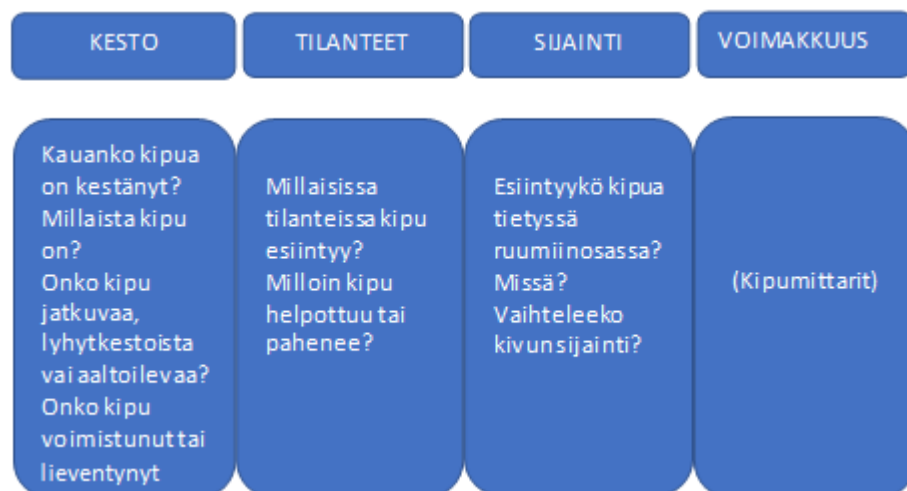 KESTO
TILANTEET
SIJAINTI
VOIMAKKUUS
Kauanko kipua
on kestänyt?
Millaista kipu
on?
Onko kipu
jatkuvaa,
lyhytkestoista
vai aaltoilevaa?
Onko kipu
voimistunut tai
lieventynyt
Millaisissa
tilanteissa kipu
esiintyy?
Milloin kipu
helpottuu tai
pahenee?
Esiintyykö kipua
tietyssä
ruumiinosassa?
Missä?
Vaihteleeko
kivun sijainti?
(Kipumittarit)